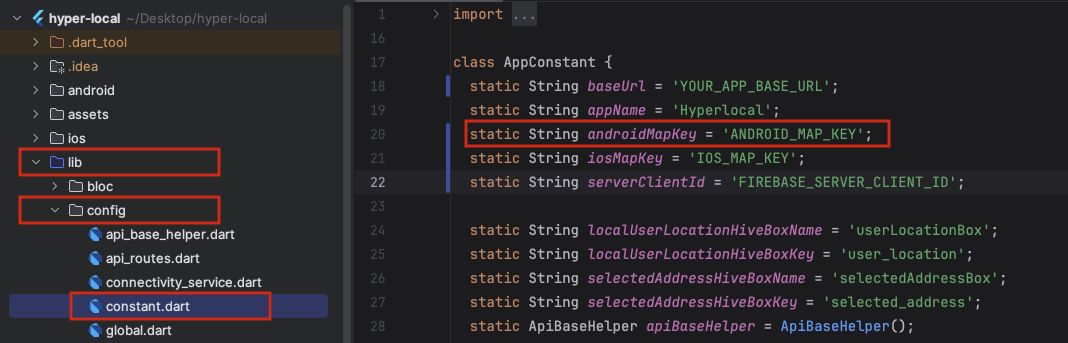 hyper-local ~/Desktop/hyper-local
.dart_tool
.idea
android
assets
ios
lib
bloc
config
api_base_helper.dart
api_routes.dart
connectivity_service.dart
constant.dart
global.dart
1 import ...
16
17 class AppConstant {
18 static String baseUrl = 'YOUR_APP_BASE_URL';
19 static String appName = 'Hyperlocal';
20 static String androidMapKey = 'ANDROID_MAP_KEY';
21 static String iosMapKey = 'IOS_MAP_KEY';
22 static String serverClientId = 'FIREBASE_SERVER_CLIENT_ID';
23
24 static String localUserLocationHiveBoxName = 'userLocationBox';
25 static String localUserLocationHiveBoxKey = 'user_location';
26 static String selectedAddressHiveBoxName = 'selectedAddressBox';
27 static String selectedAddressHiveBoxKey = 'selected_address';
28 static ApiBaseHelper apiBaseHelper = ApiBaseHelper();